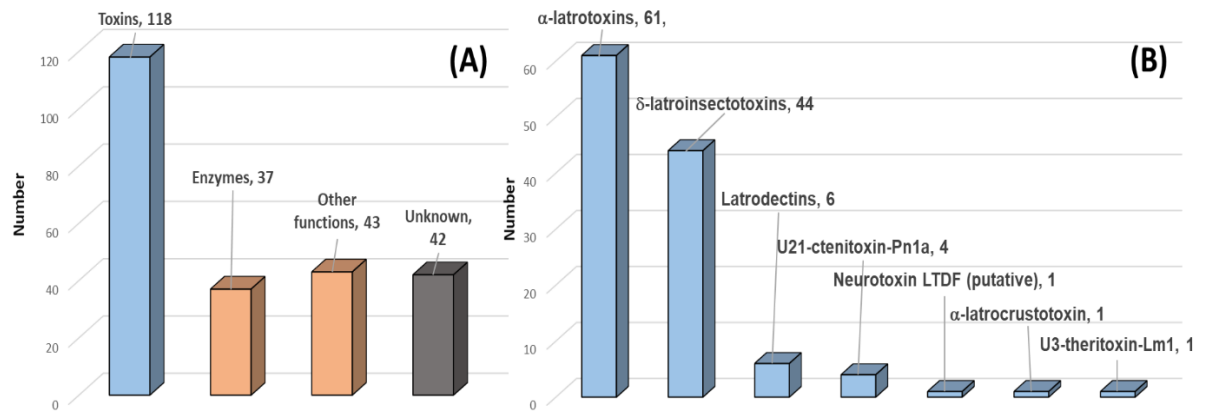 Toxins, 118
(A)
120
100
80
60
40
20
0
Number
Enzymes, 37
Other
functions, 43
Unknown,
42
α-latrotoxins, 61,
(B)
60
50
40
30
20
10
0
Number
δ-latroinsectotoxins, 44
Latrodectins, 6
U21-ctenitoxin-Pn1a, 4
Neurotoxin LTDF (putative), 1
α-latrocrustotoxin, 1
U3-theritoxin-Lm1, 1